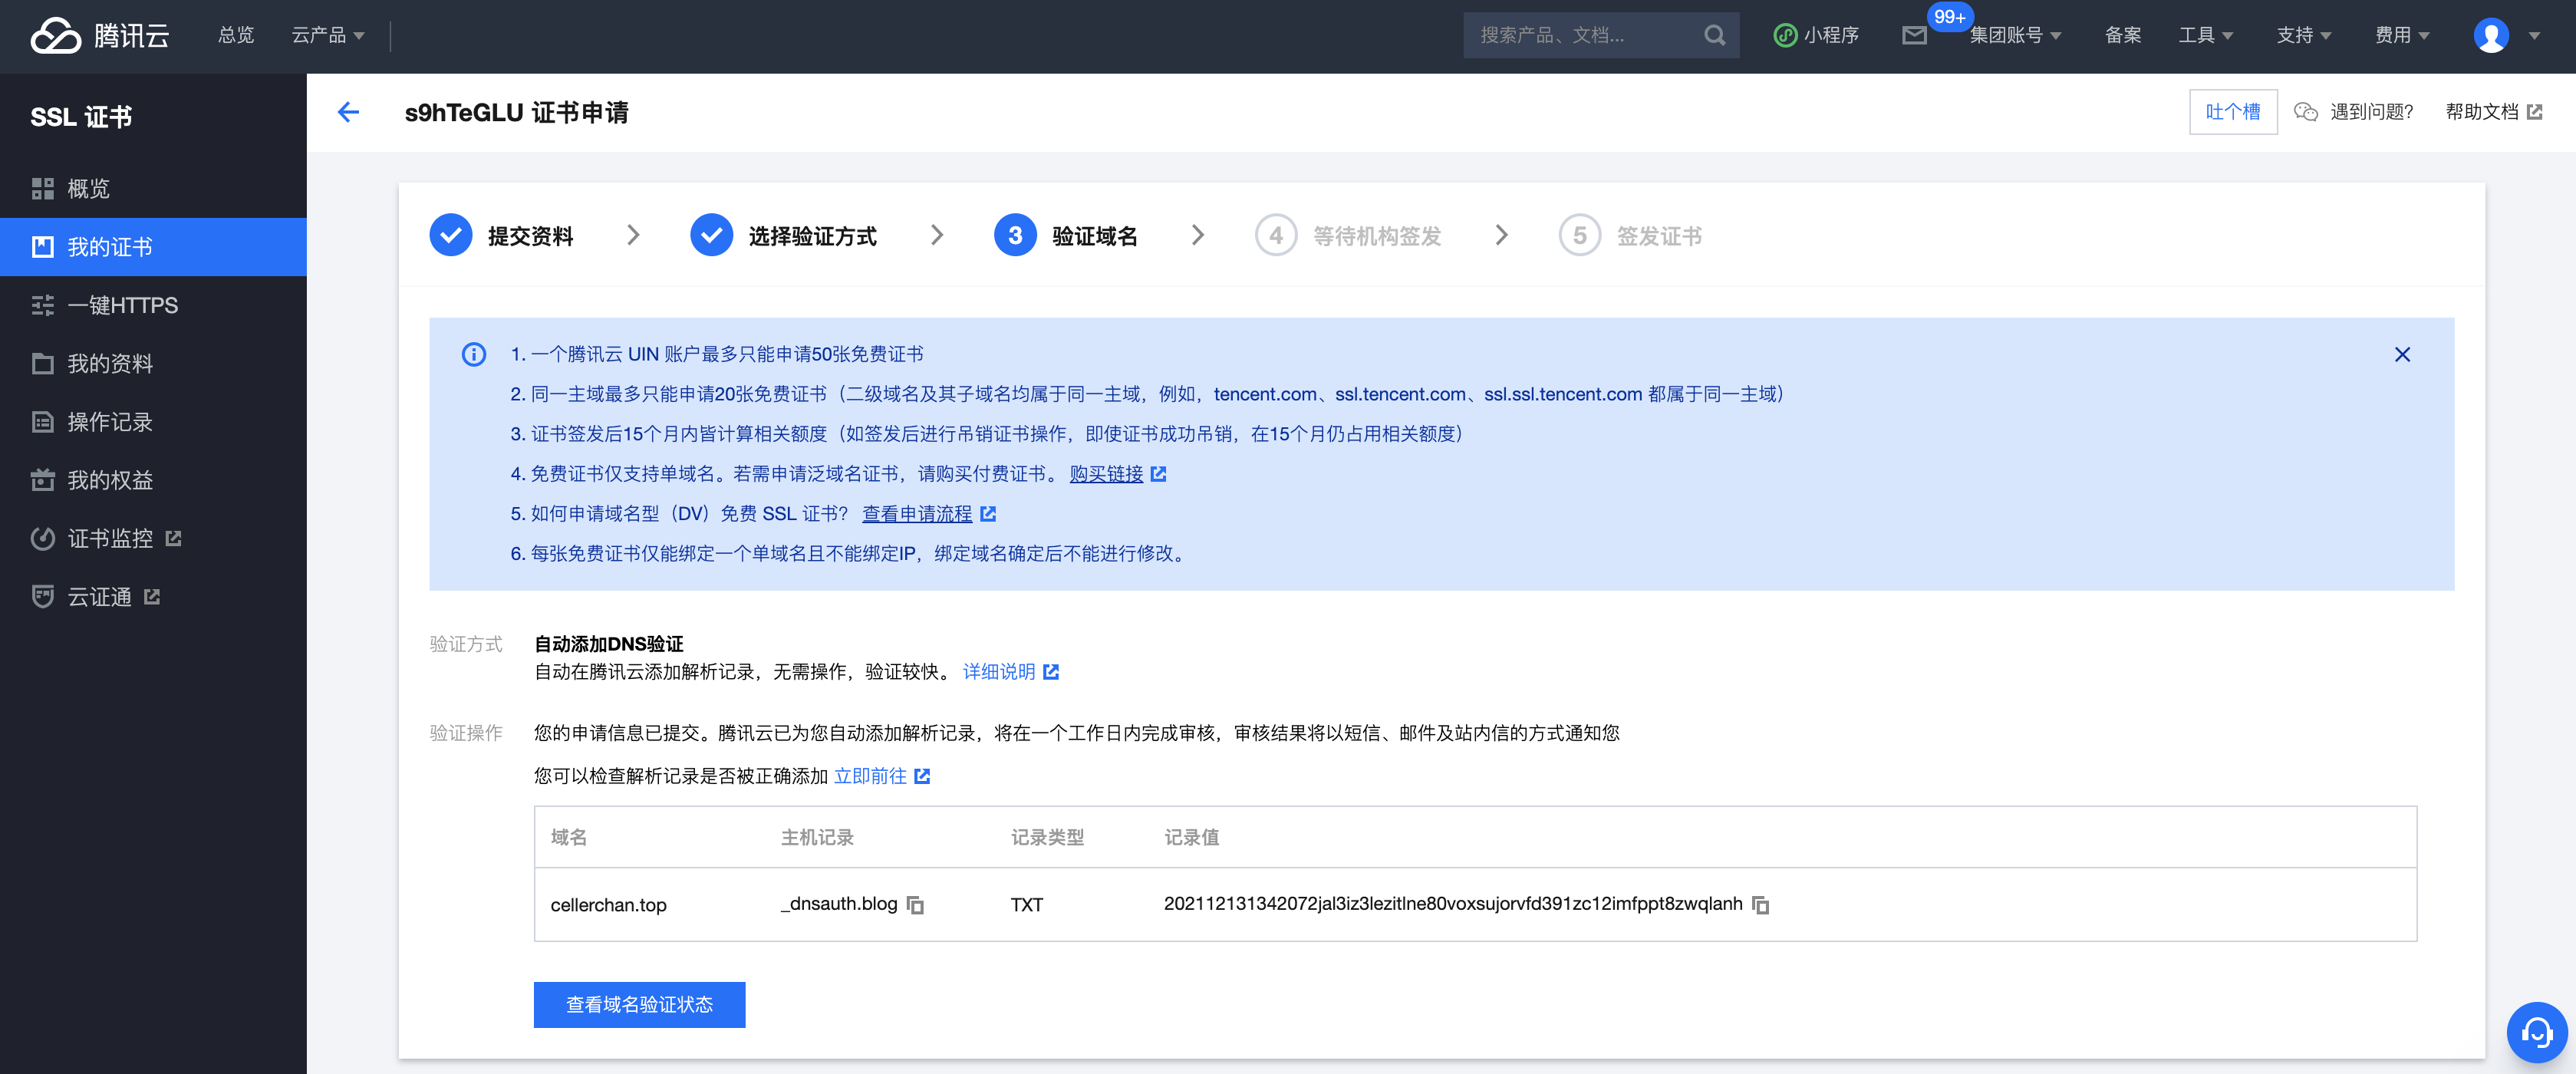 腾讯云
总览
云产品
搜索产品、文档...
小程序
99+
集团账号
备案
工具
支持
费用
SSL 证书
概览
我的证书
一键HTTPS
我的资料
操作记录
我的权益
证书监控
云证通
s9hTeGLU 证书申请
吐个槽
遇到问题?
帮助文档
提交资料
选择验证方式
3 验证域名
4 等待机构签发
5 签发证书
1. 一个腾讯云 UIN 账户最多只能申请50张免费证书
2. 同一主域最多只能申请20张免费证书（二级域名及其子域名均属于同一主域，例如，tencent.com、ssl.tencent.com、ssl.ssl.tencent.com 都属于同一主域）
3. 证书签发后15个月内皆计算相关额度（如签发后进行吊销证书操作，即使证书成功吊销，在15个月仍占用相关额度）
4. 免费证书仅支持单域名。若需申请泛域名证书，请购买付费证书。 购买链接
5. 如何申请域名型（DV）免费 SSL 证书？ 查看申请流程
6. 每张免费证书仅能绑定一个单域名且不能绑定IP，绑定域名确定后不能进行修改。
验证方式
自动添加DNS验证
自动在腾讯云添加解析记录，无需操作，验证较快。 详细说明
验证操作
您的申请信息已提交。腾讯云已为您自动添加解析记录，将在一个工作日内完成审核，审核结果将以短信、邮件及站内信的方式通知您
您可以检查解析记录是否被正确添加 立即前往
域名 主机记录 记录类型 记录值
cellerchan.top _dnsauth.blog TXT 202112131342072jal3iz3lezitlne80voxsujorvfd391zc12imfppt8zwqlanh
查看域名验证状态